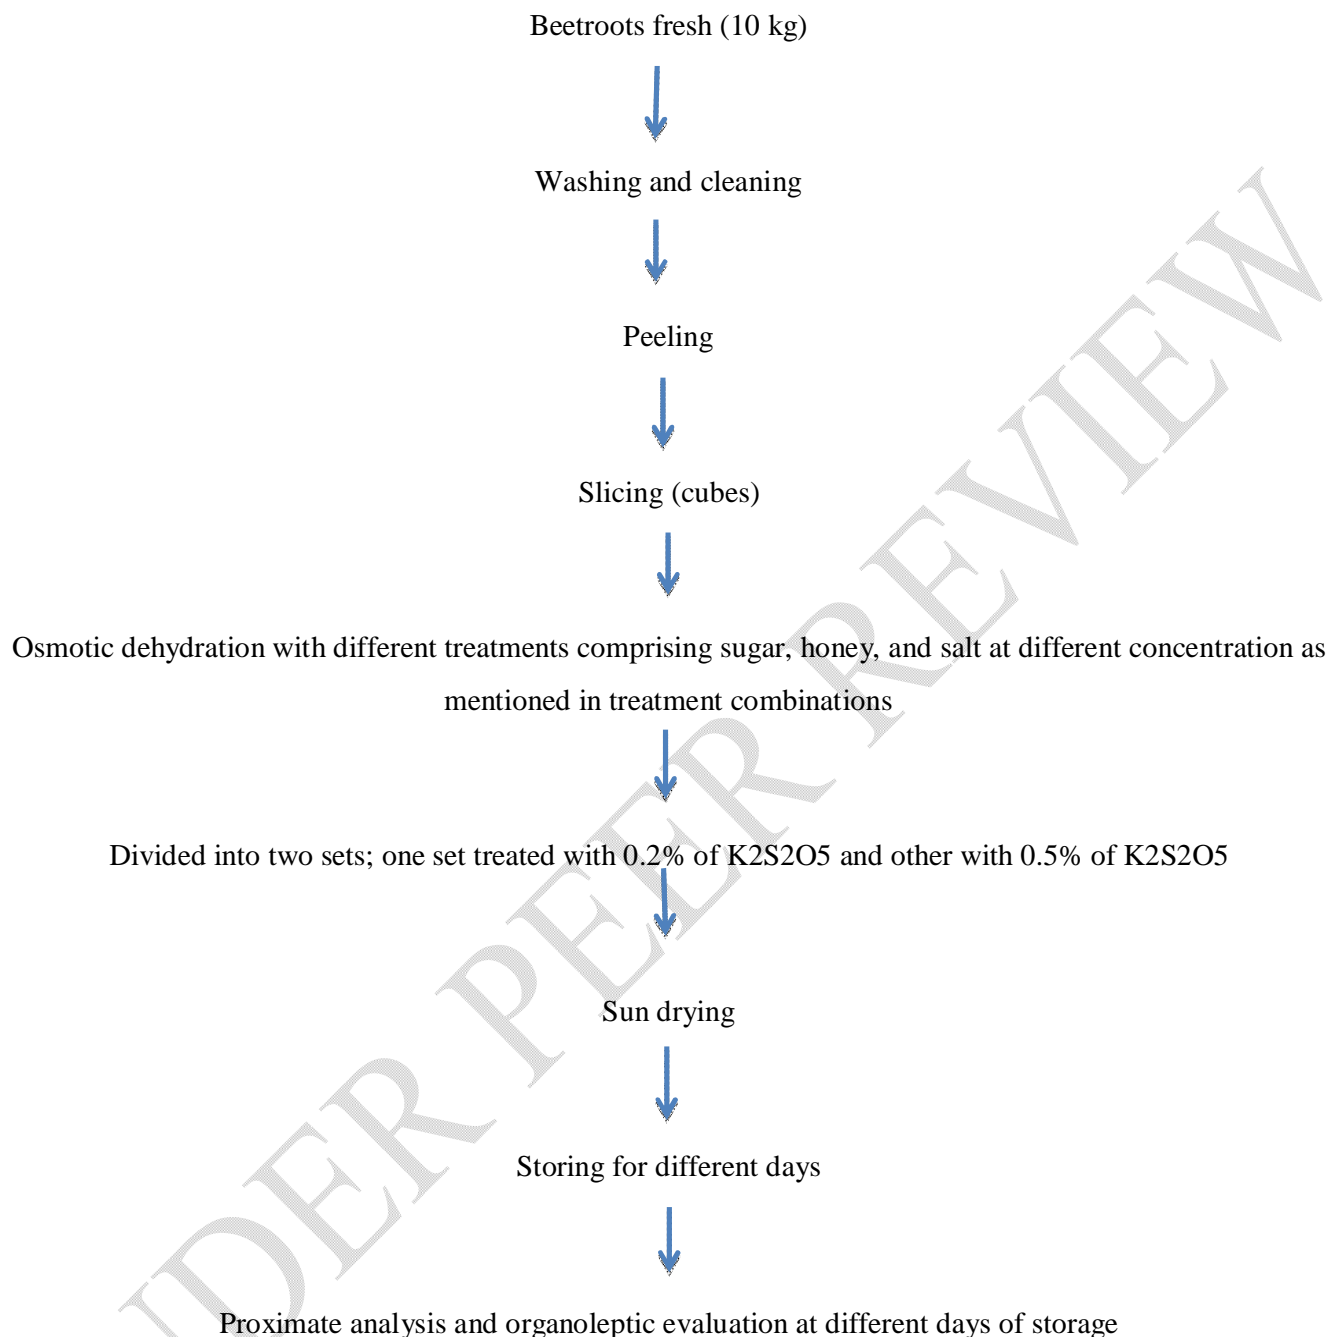 Beetroots fresh (10 kg)
Washing and cleaning
Peeling
Slicing (cubes)
Osmotic dehydration with different treatments comprising sugar, honey, and salt at different concentration as
mentioned in treatment combinations
Divided into two sets; one set treated with 0.2% of K2S2O5 and other with 0.5% of K2S2O5
Sun drying
Storing for different days
Proximate analysis and organoleptic evaluation at different days of storage
UNDER PEER REVIEW